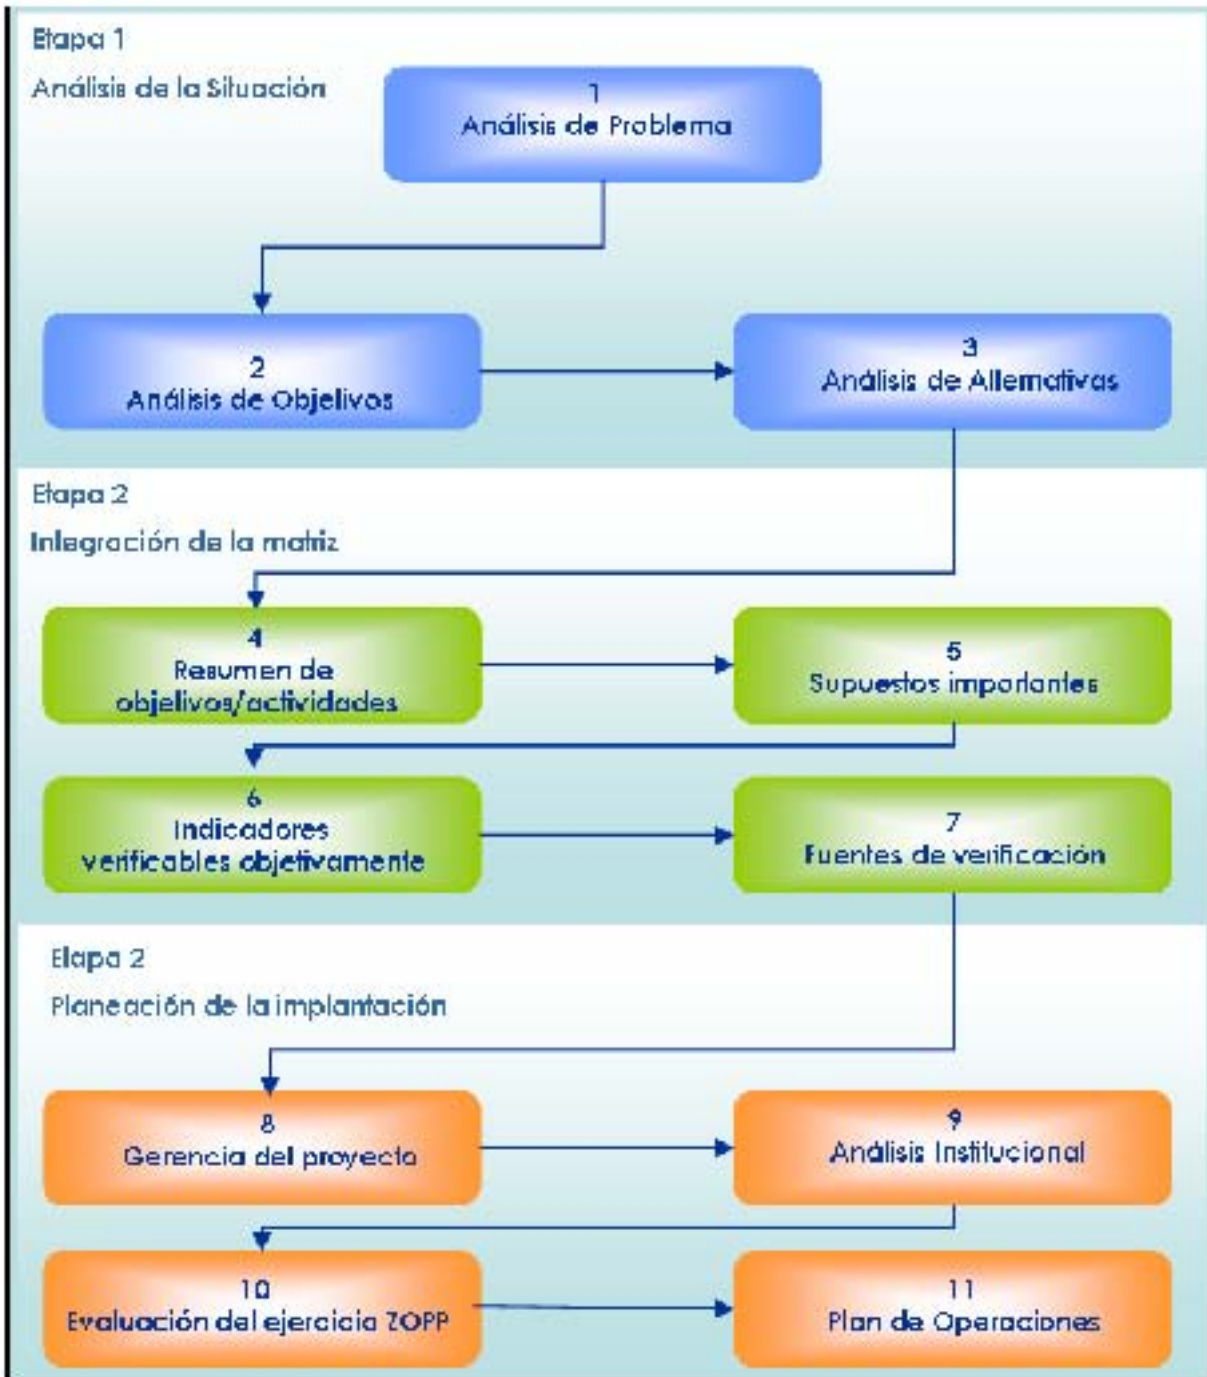 Etapa 1
Análisis de la Situación
1
Análisis de Problema
2
Análisis de Objetivos
3
Análisis de Alternativas
Etapa 2
Integración de la matriz
4
Resumen de
objetivos/actividades
5
Supuestos importantes
6
Indicadores
verificables objetivamente
7
Fuentes de verificación
Etapa 2
Planeación de la implantación
8
Gerencia del proyecto
9
Análisis Institucional
10
Evaluación del ejercicio ZOPP
11
Plan de Operaciones